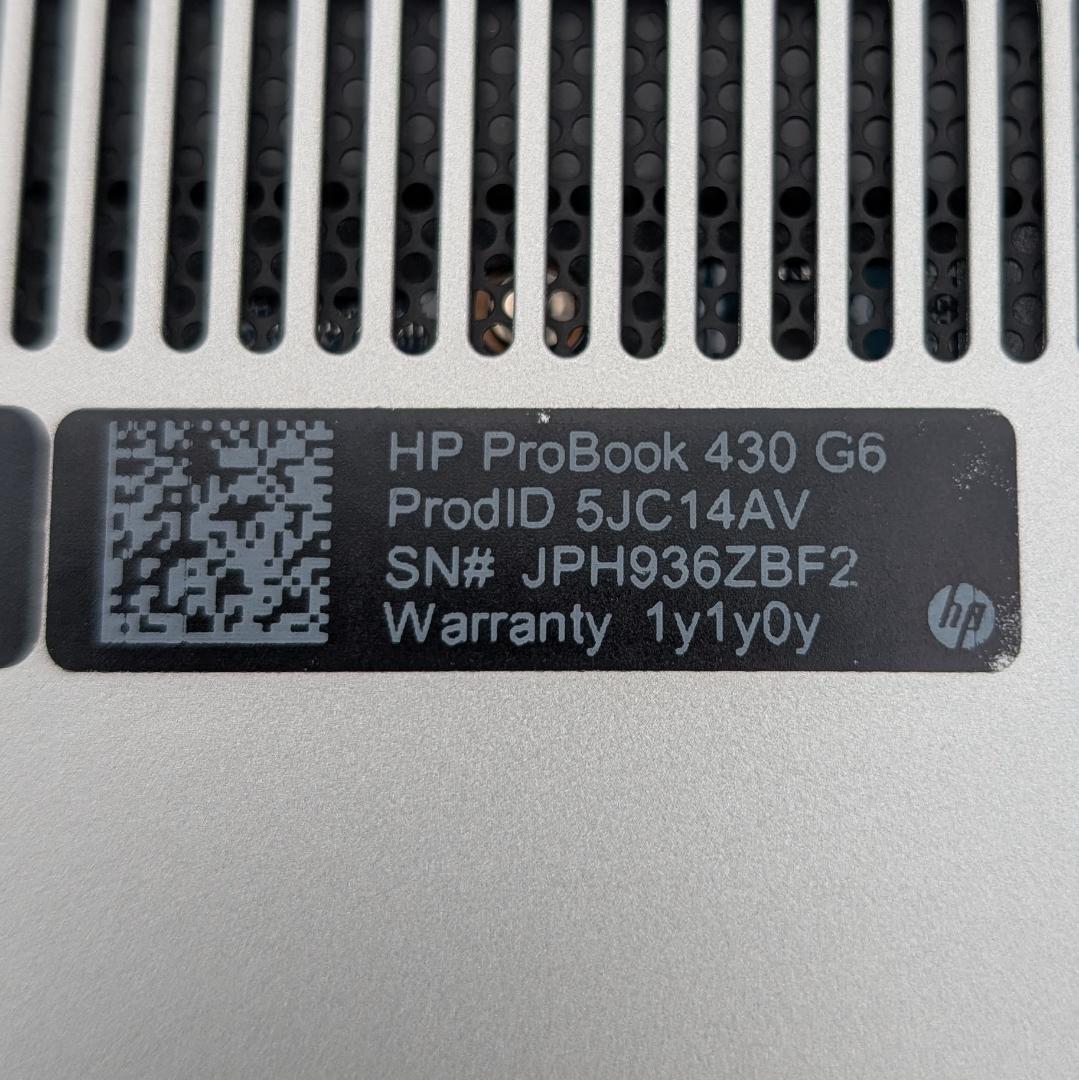 HP ProBook 430 G6
ProdID 5JC14AV
SN# JPH936ZBF2
Warranty 1y1y0y
hp